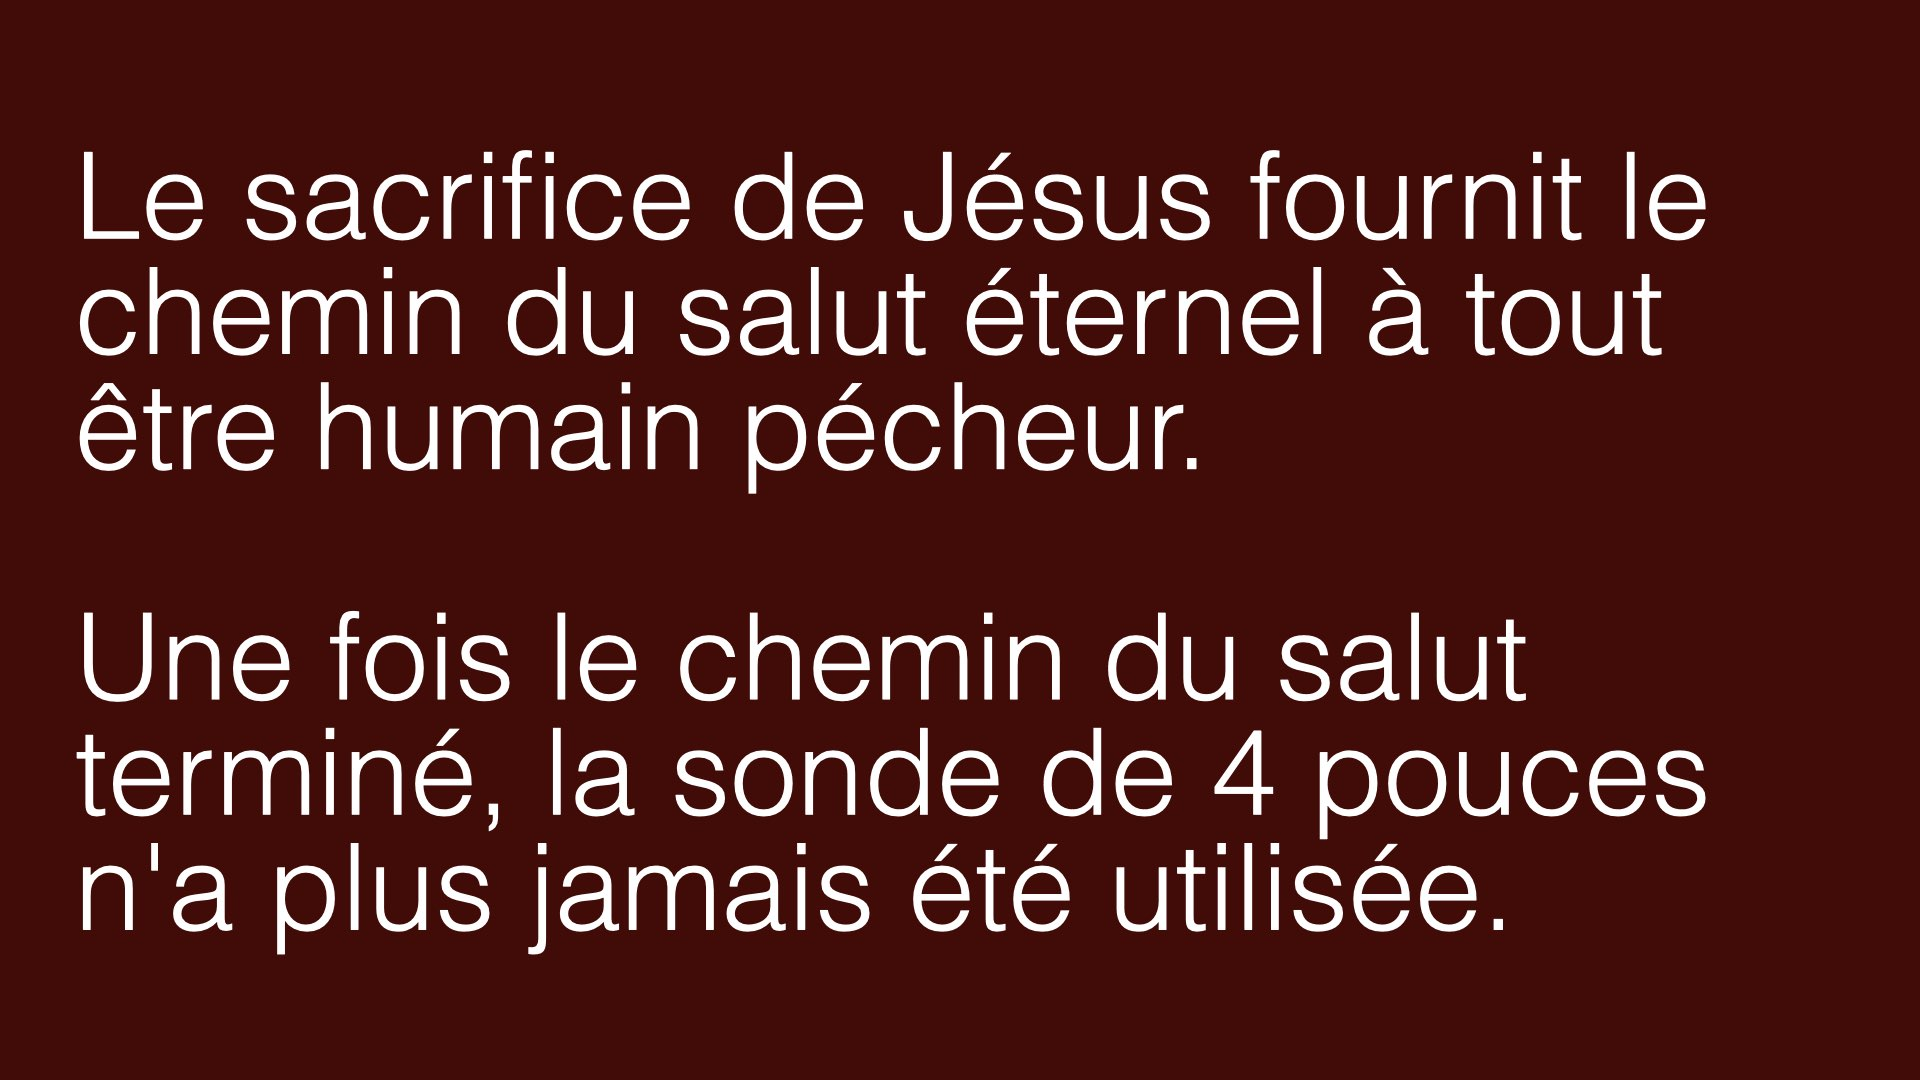 Le sacrifice de Jésus fournit le
chemin du salut éternel à tout
être humain pécheur.
Une fois le chemin du salut
terminé, la sonde de 4 pouces
n'a plus jamais été utilisée.